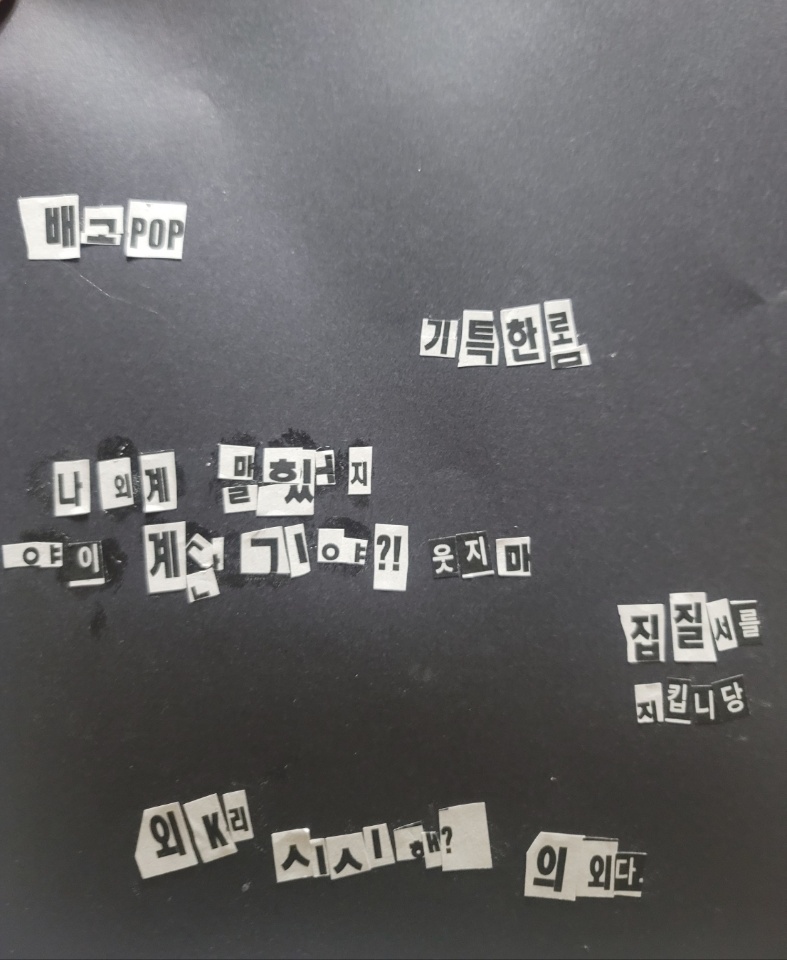 배고POP
기특한롬
나 외계 말했지
야이 계산기야?! 웃지마
집질서를
지킵니당
외K리 시시해?
의외다.